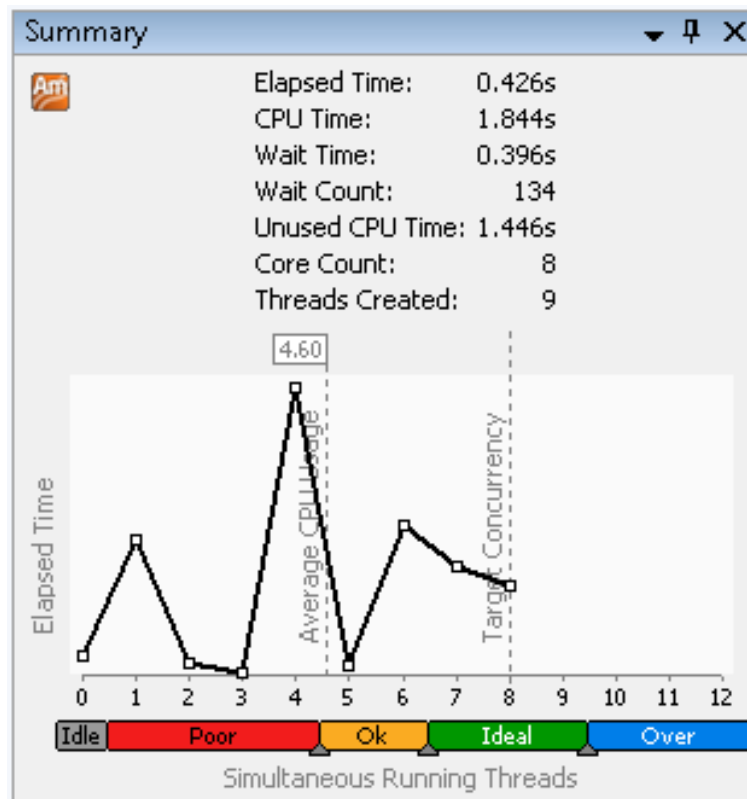 Summary
Am
Elapsed Time: 0.426s
CPU Time: 1.844s
Wait Time: 0.396s
Wait Count: 134
Unused CPU Time: 1.446s
Core Count: 8
Threads Created: 9
4.60
Average CPU Usage
Target Concurrency
Elapsed Time
0 1 2 3 4 5 6 7 8 9 10 11 12
Idle Poor Ok Ideal Over
Simultaneous Running Threads